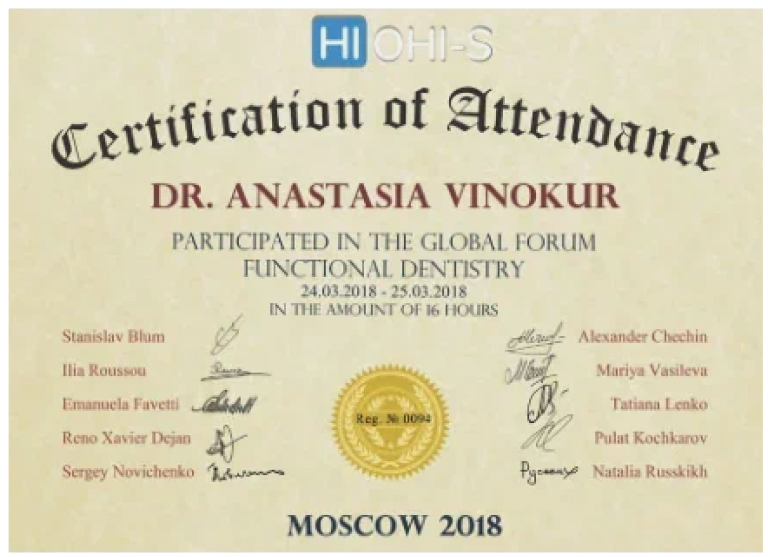 HI OHI-S
Certification of Attendance
DR. ANASTASIA VINOKUR
PARTICIPATED IN THE GLOBAL FORUM
FUNCTIONAL DENTISTRY
24.03.2018 - 25.03.2018
IN THE AMOUNT OF 16 HOURS
Stanislav Blum
Ilia Roussou
Emanuela Favetti
Reno Xavier Dejan
Sergey Novichenko
Reg. № 0094
Alexander Chechin
Mariya Vasileva
Tatiana Lenko
Pulat Kochkarov
Natalia Russkikh
MOSCOW 2018